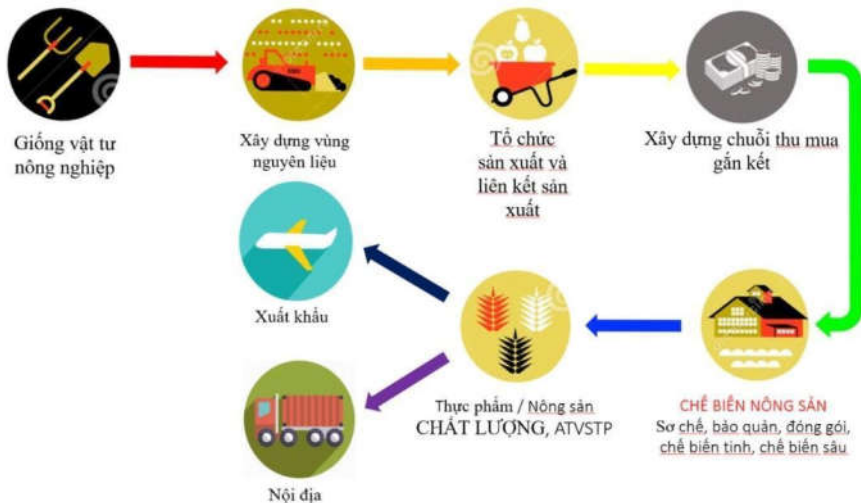 Giống vật tư
nông nghiệp
Xây dựng vùng
nguyên liệu
Tổ chức
sản xuất và
liên kết sản
xuất
Xây dựng chuỗi thu mua
gắn kết
Xuất khẩu
Nội địa
Thực phẩm / Nông sản
CHẤT LƯỢNG, ATVSTP
CHẾ BIẾN NÔNG SẢN
Sơ chế, bảo quản, đóng gói,
chế biến tinh, chế biến sâu